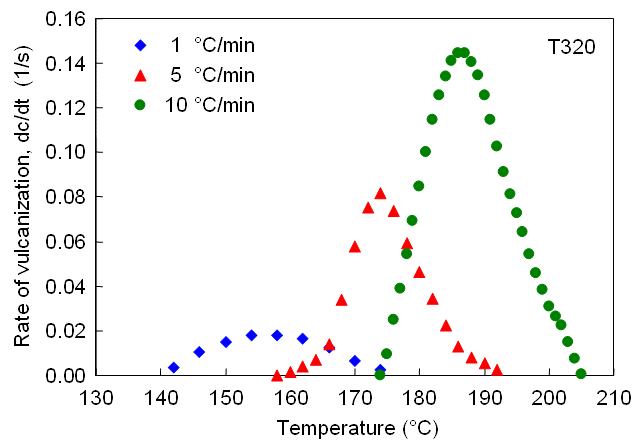 0.16
0.14
0.12
0.10
0.08
0.06
0.04
0.02
0.00
Rate of vulcanization, dc/dt (1/s)
1 °C/min
5 °C/min
10 °C/min
T320
130 140 150 160 170 180 190 200 210
Temperature (°C)